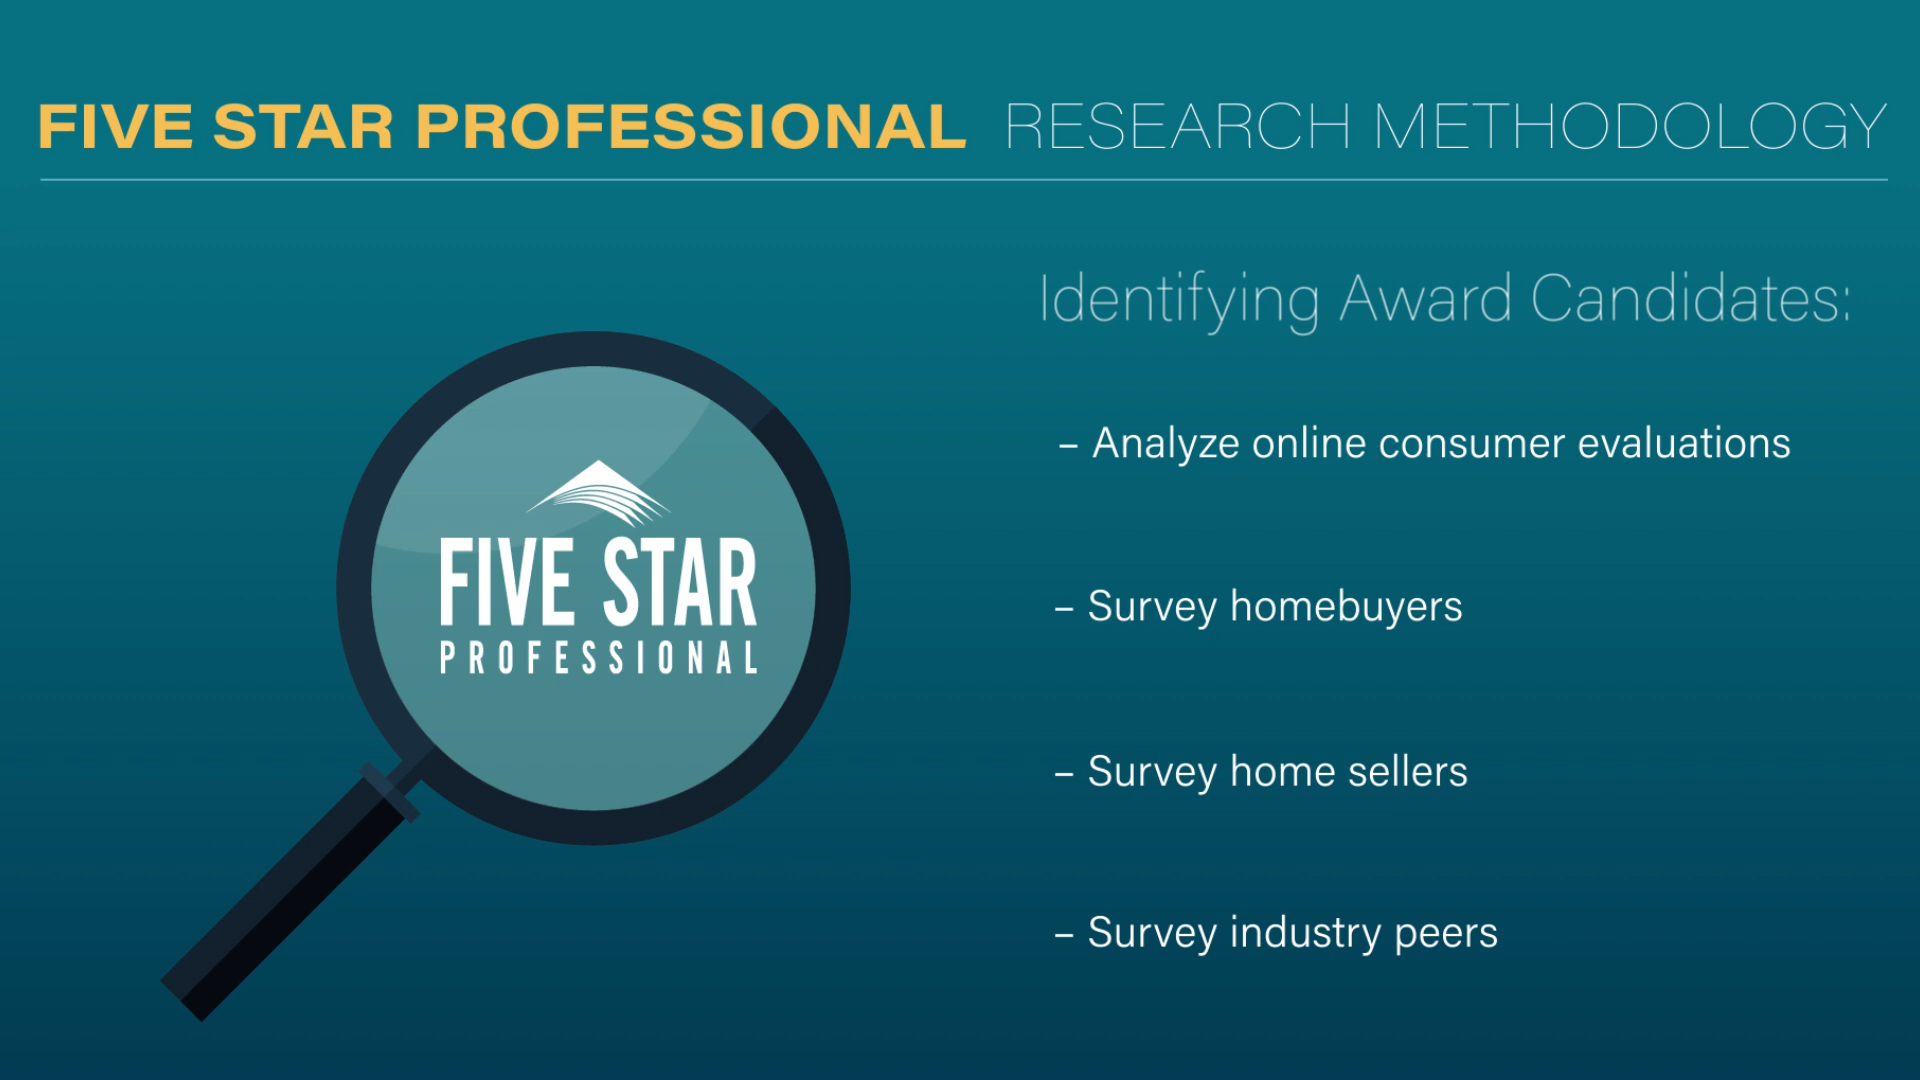 FIVE STAR PROFESSIONAL RESEARCH METHODOLOGY
Identifying Award Candidates:
– Analyze online consumer evaluations
– Survey homebuyers
– Survey home sellers
– Survey industry peers
FIVE STAR
PROFESSIONAL